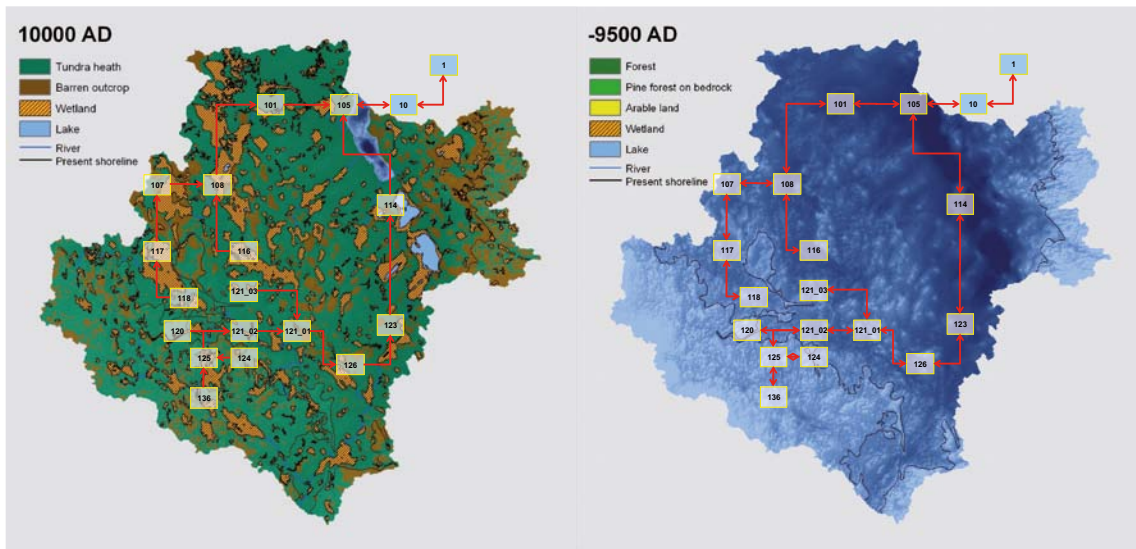 10000 AD
Tundra heath
Barren outcrop
Wetland
Lake
River
Present shoreline
1
101
105
10
107
108
114
117
116
118
121_03
120
121_02
121_01
123
125
124
126
136
-9500 AD
Forest
Pine forest on bedrock
Arable land
Wetland
Lake
River
Present shoreline
1
101
105
10
107
108
114
117
116
118
121_03
120
121_02
121_01
123
125
124
126
136